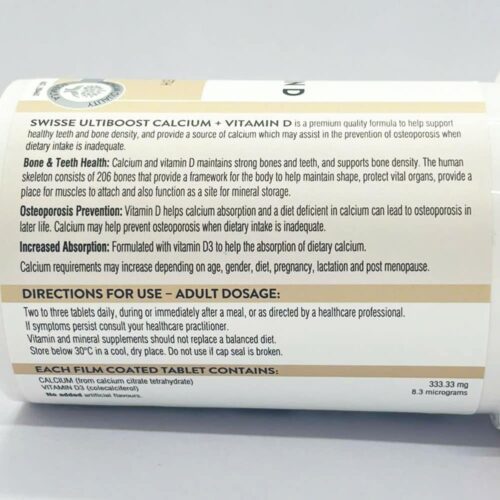 QUALITY
N D
SWISSE ULTIBOOST CALCIUM + VITAMIN D is a premium quality formula to help support
healthy teeth and bone density, and provide a source of calcium which may assist in the prevention of osteoporosis when
dietary intake is inadequate.
Bone & Teeth Health: Calcium and vitamin D maintains strong bones and teeth, and supports bone density. The human
skeleton consists of 206 bones that provide a framework for the body to help maintain shape, protect vital organs, provide a
place for muscles to attach and also function as a site for mineral storage.
Osteoporosis Prevention: Vitamin D helps calcium absorption and a diet deficient in calcium can lead to osteoporosis in
later life. Calcium may help prevent osteoporosis when dietary intake is inadequate.
Increased Absorption: Formulated with vitamin D3 to help the absorption of dietary calcium.
Calcium requirements may increase depending on age, gender, diet, pregnancy, lactation and post menopause.
DIRECTIONS FOR USE – ADULT DOSAGE:
Two to three tablets daily, during or immediately after a meal, or as directed by a healthcare professional.
If symptoms persist consult your healthcare practitioner.
Vitamin and mineral supplements should not replace a balanced diet.
Store below 30°C in a cool, dry place. Do not use if cap seal is broken.
EACH FILM COATED TABLET CONTAINS:
CALCIUM (from calcium citrate tetrahydrate) 333.33 mg
VITAMIN D3 (colecalciferol) 8.3 micrograms
No added artificial flavours.